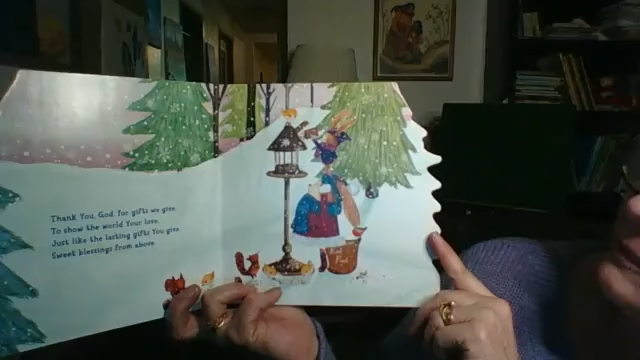 Thank You, God, for gifts we give,
To show the world Your love.
Just like the lasting gifts You give
Sweet blessings from above.